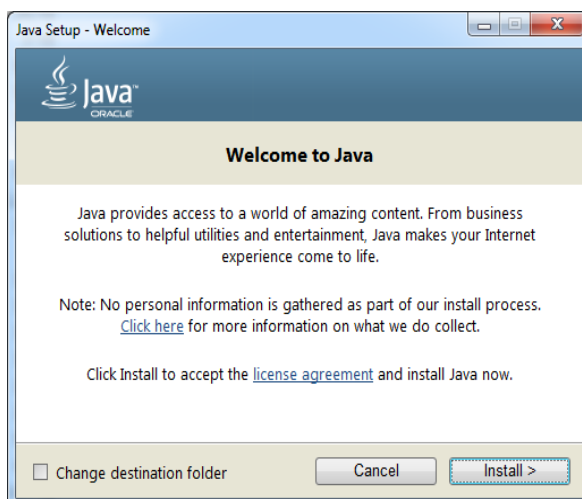 Java Setup - Welcome
Java™
ORACLE
Welcome to Java
Java provides access to a world of amazing content. From business
solutions to helpful utilities and entertainment, Java makes your Internet
experience come to life.
Note: No personal information is gathered as part of our install process.
Click here for more information on what we do collect.
Click Install to accept the license agreement and install Java now.
Change destination folder
Cancel
Install >